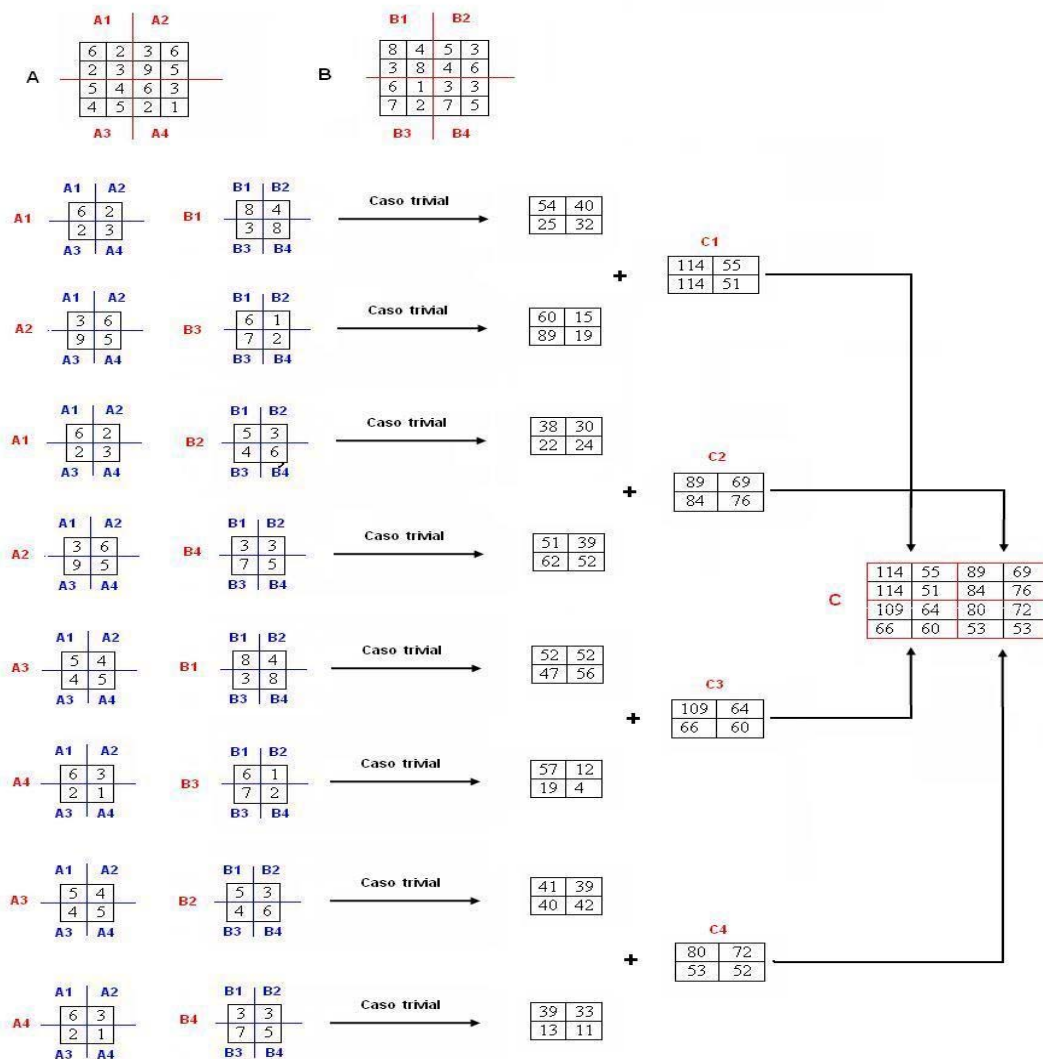 A1 A2
B1 B2
A
6 2 3 6
2 3 9 5
5 4 6 3
4 5 2 1
B
8 4 5 3
3 8 4 6
6 1 3 3
7 2 7 5
A3 A4
B3 B4
A1 A2
B1 B2
A1
6 2
2 3
B1
8 4
3 8
Caso trivial
54 40
25 32
A3 A4
B3 B4
C1
114 55
114 51
+
A1 A2
B1 B2
A2
3 6
9 5
B3
6 1
7 2
Caso trivial
60 15
89 19
A3 A4
B3 B4
A1 A2
B1 B2
A1
6 2
2 3
B2
5 3
4 6
Caso trivial
38 30
22 24
A3 A4
B3 B4
C2
89 69
84 76
+
A1 A2
B1 B2
A2
3 6
9 5
B4
3 3
7 5
Caso trivial
51 39
62 52
A3 A4
B3 B4
C
114 55 89 69
114 51 84 76
109 64 80 72
66 60 53 53
A1 A2
B1 B2
A3
5 4
4 5
B1
8 4
3 8
Caso trivial
52 52
47 56
A3 A4
B3 B4
C3
109 64
66 60
+
A1 A2
B1 B2
A4
6 3
2 1
B3
6 1
7 2
Caso trivial
57 12
19 4
A3 A4
B3 B4
A1 A2
B1 B2
A3
5 4
4 5
B2
5 3
4 6
Caso trivial
41 39
40 42
A3 A4
B3 B4
C4
80 72
53 52
+
A1 A2
B1 B2
A4
6 3
2 1
B4
3 3
7 5
Caso trivial
39 33
13 11
A3 A4
B3 B4